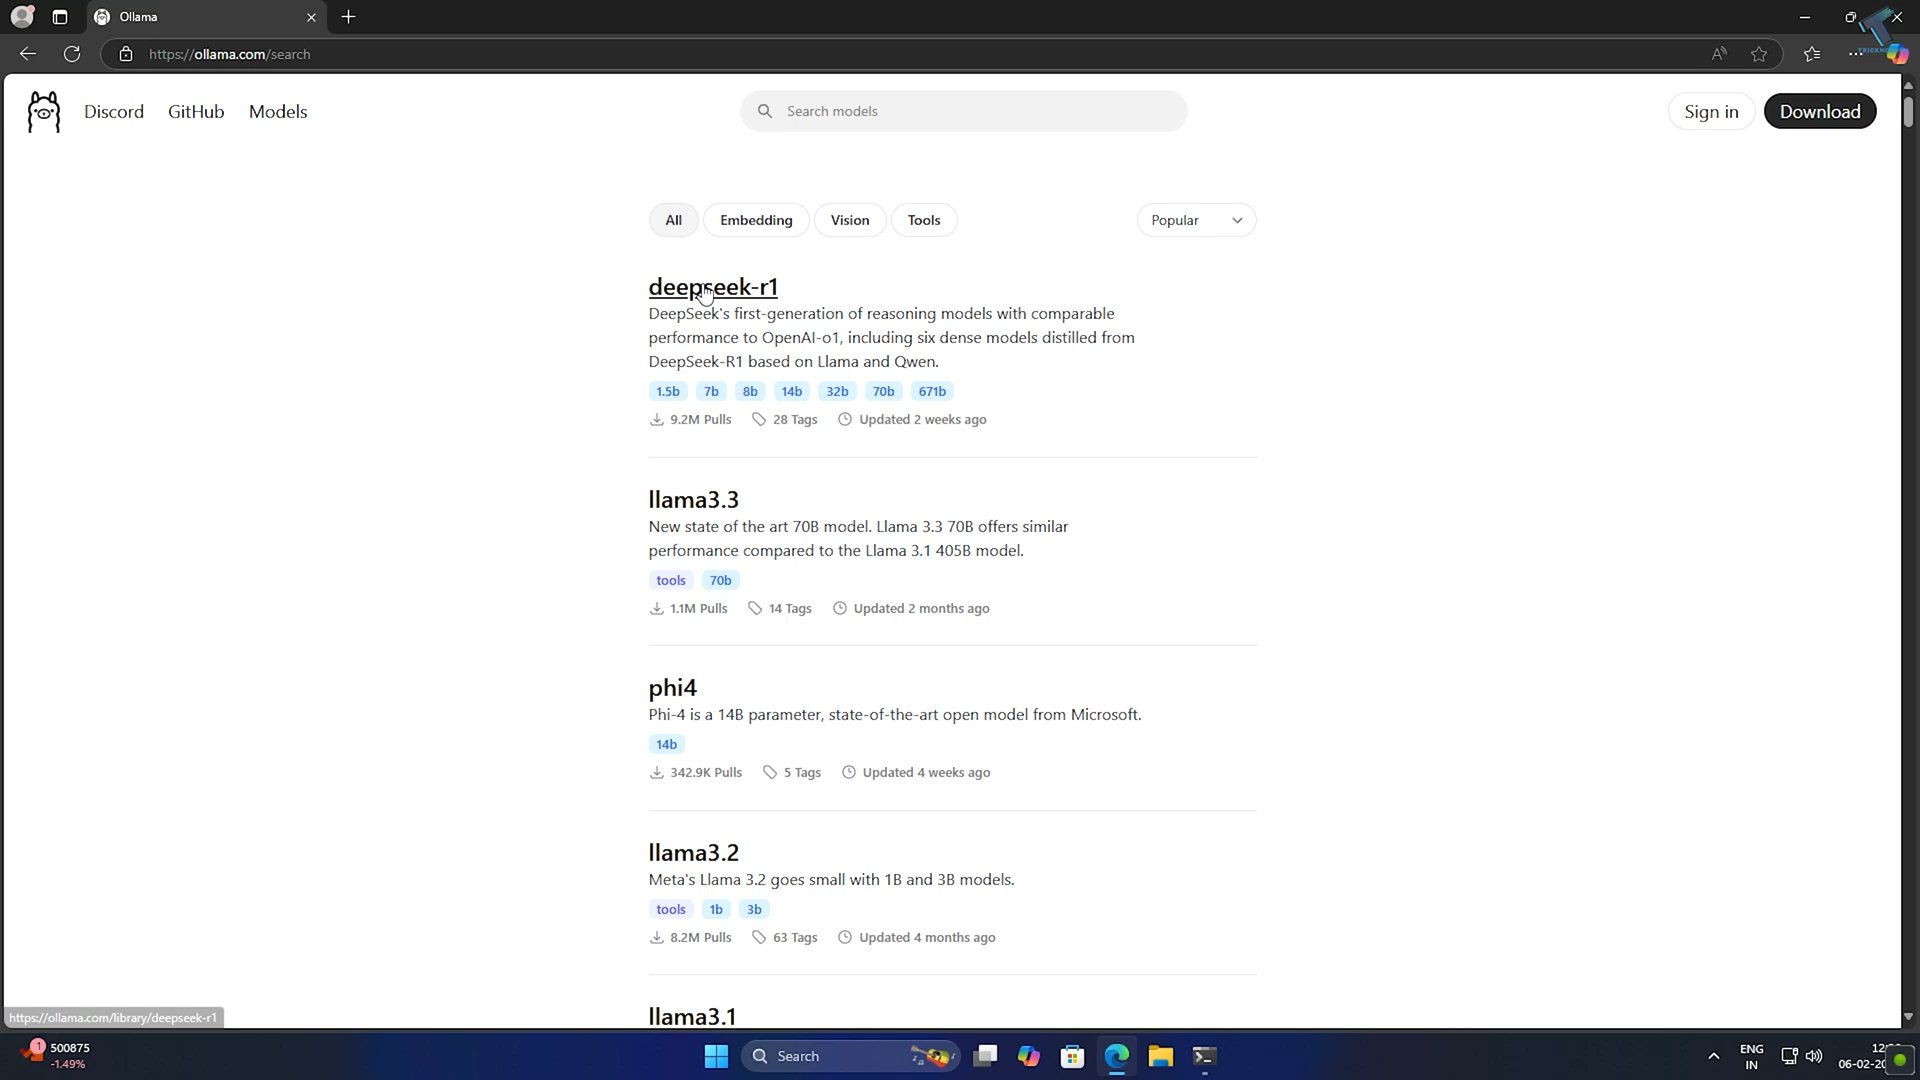 Ollama
https://ollama.com/search
Discord GitHub Models
Search models
Sign in Download
All Embedding Vision Tools Popular
deepseek-r1
DeepSeek's first-generation of reasoning models with comparable
performance to OpenAI-o1, including six dense models distilled from
DeepSeek-R1 based on Llama and Qwen.
1.5b 7b 8b 14b 32b 70b 671b
9.2M Pulls 28 Tags Updated 2 weeks ago
llama3.3
New state of the art 70B model. Llama 3.3 70B offers similar
performance compared to the Llama 3.1 405B model.
tools 70b
1.1M Pulls 14 Tags Updated 2 months ago
phi4
Phi-4 is a 14B parameter, state-of-the-art open model from Microsoft.
14b
342.9K Pulls 5 Tags Updated 4 weeks ago
llama3.2
Meta's Llama 3.2 goes small with 1B and 3B models.
tools 1b 3b
8.2M Pulls 63 Tags Updated 4 months ago
llama3.1
https://ollama.com/library/deepseek-r1
1 500875
-1.49%
Search
ENG
IN
12:
06-02-20